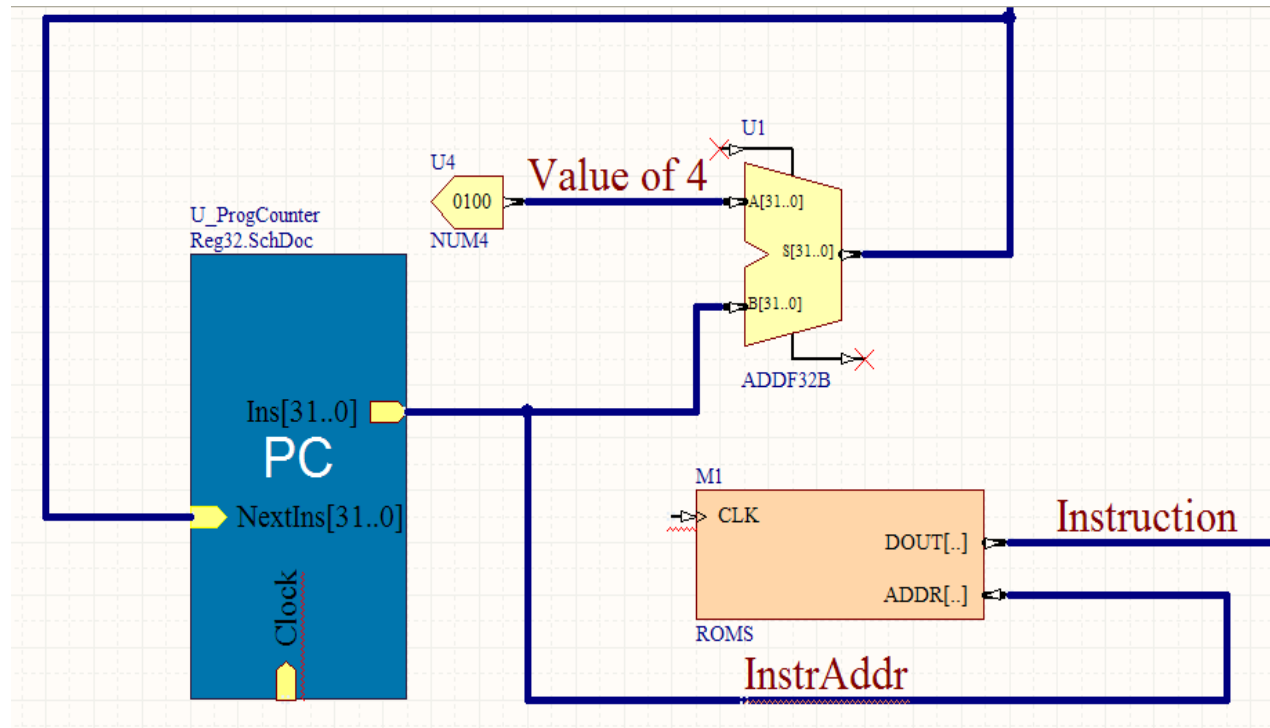 U1
U4
Value of 4
0100
A[31..0]
NUM4
U_ProgCounter
Reg32.SchDoc
S[31..0]
B[31..0]
ADDF32B
Ins[31..0]
PC
NextIns[31..0]
Clock
M1
CLK
DOUT[..]
Instruction
ADDR[..]
ROMS
InstrAddr